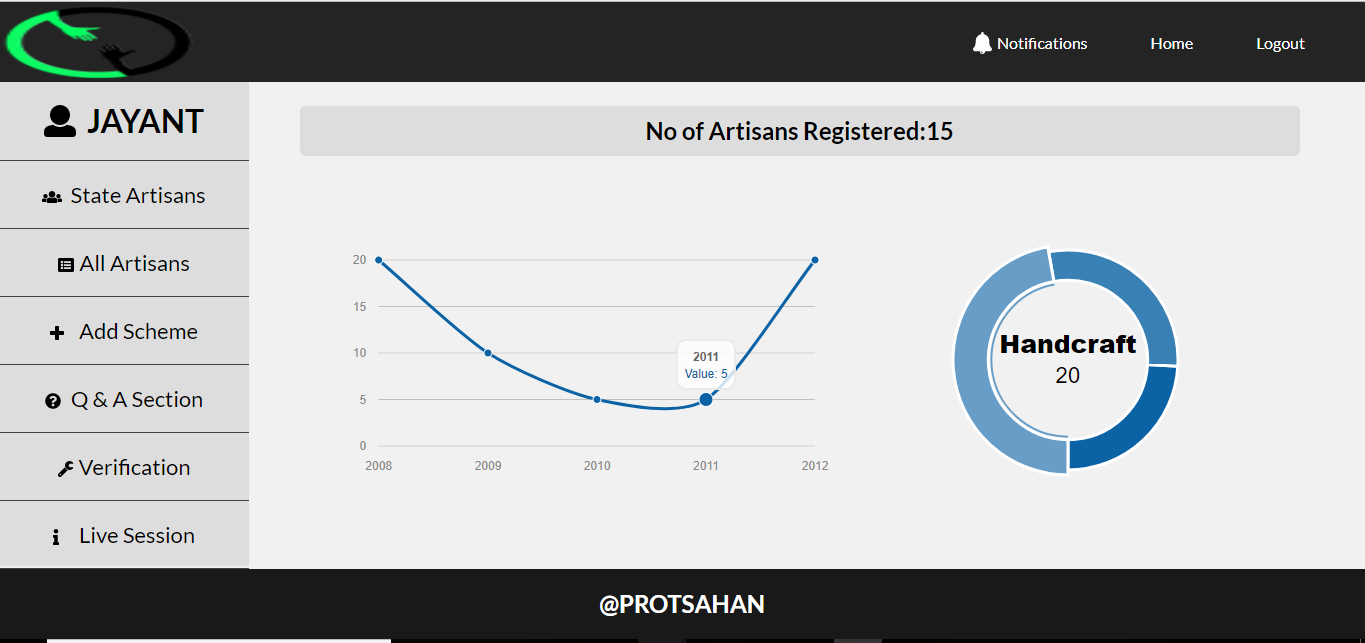 Notifications
Home
Logout
JAYANT
State Artisans
All Artisans
Add Scheme
Q & A Section
Verification
Live Session
No of Artisans Registered:15
20
15
10
5
0
2008
2009
2010
2011
2012
2011
Value: 5
Handcraft
20
@PROTSAHAN